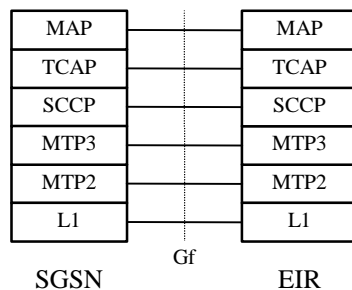 MAP MAP
TCAP TCAP
SCCP SCCP
MTP3 MTP3
MTP2 MTP2
L1 L1
Gf
SGSN EIR